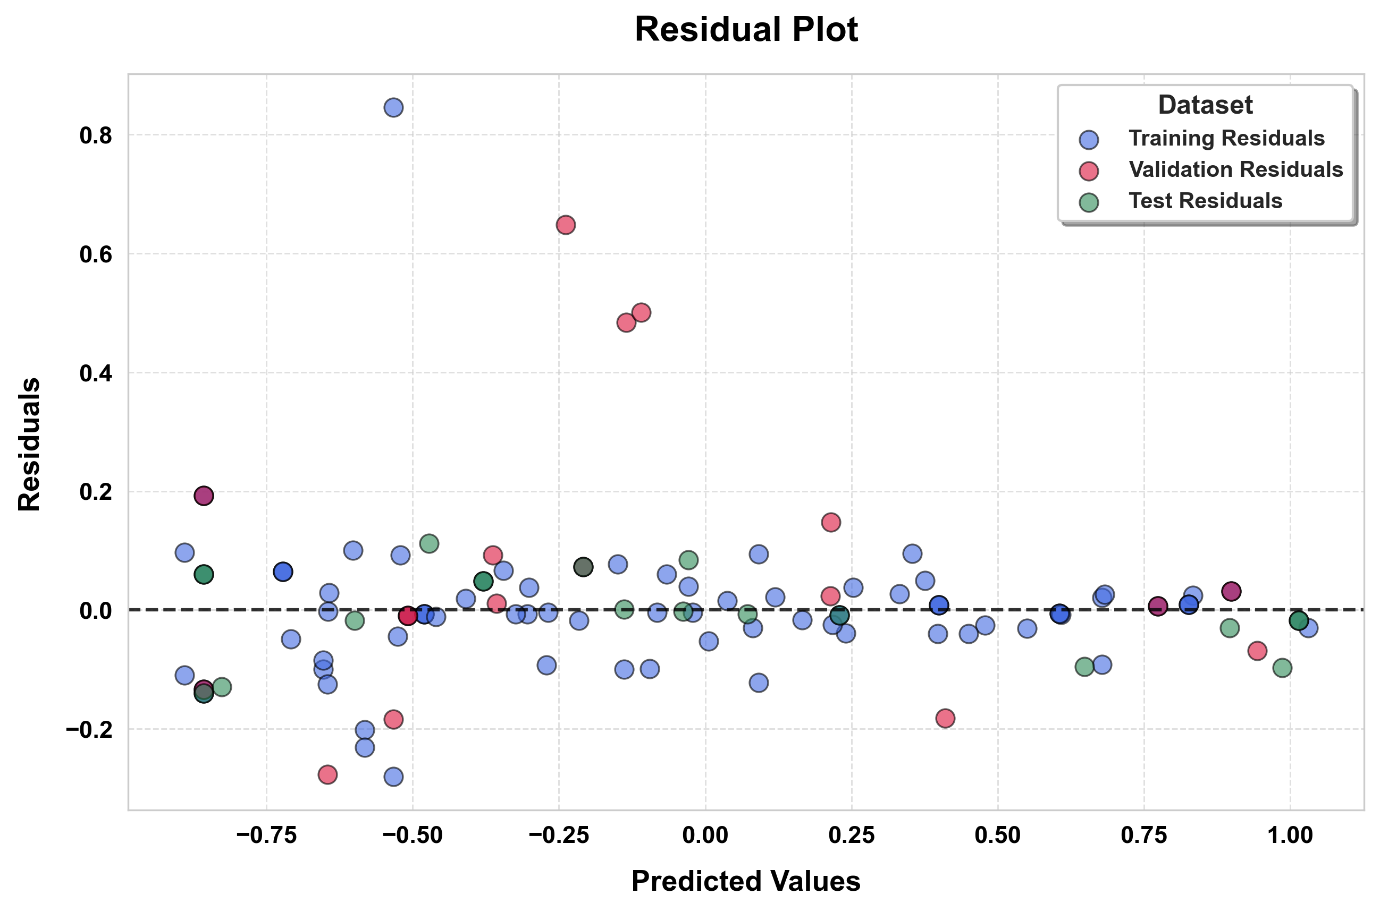 Residual Plot
Dataset
Training Residuals
Validation Residuals
Test Residuals
0.8
0.6
0.4
0.2
0.0
−0.2
Residuals
−0.75 −0.50 −0.25 0.00 0.25 0.50 0.75 1.00
Predicted Values